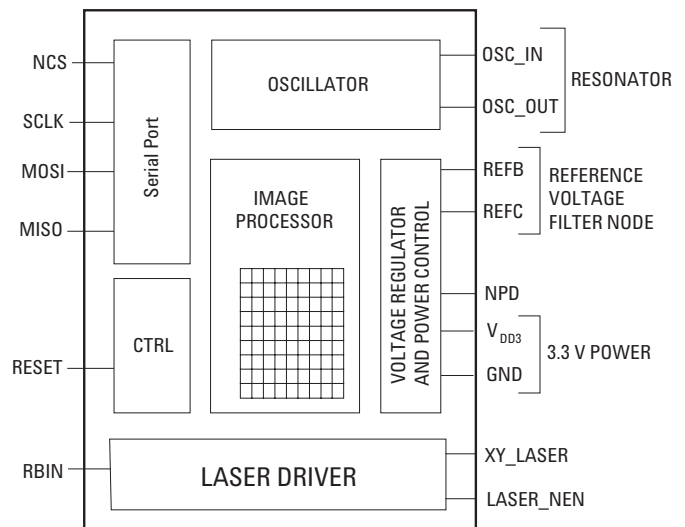 NCS
SCLK
MOSI
MISO
RESET
RBIN
Serial Port
CTRL
OSCILLATOR
IMAGE
PROCESSOR
VOLTAGE REGULATOR
AND POWER CONTROL
LASER DRIVER
OSC_IN
OSC_OUT
RESONATOR
REFB
REFC
REFERENCE
VOLTAGE
FILTER NODE
NPD
VDD3
GND
3.3 V POWER
XY_LASER
LASER_NEN